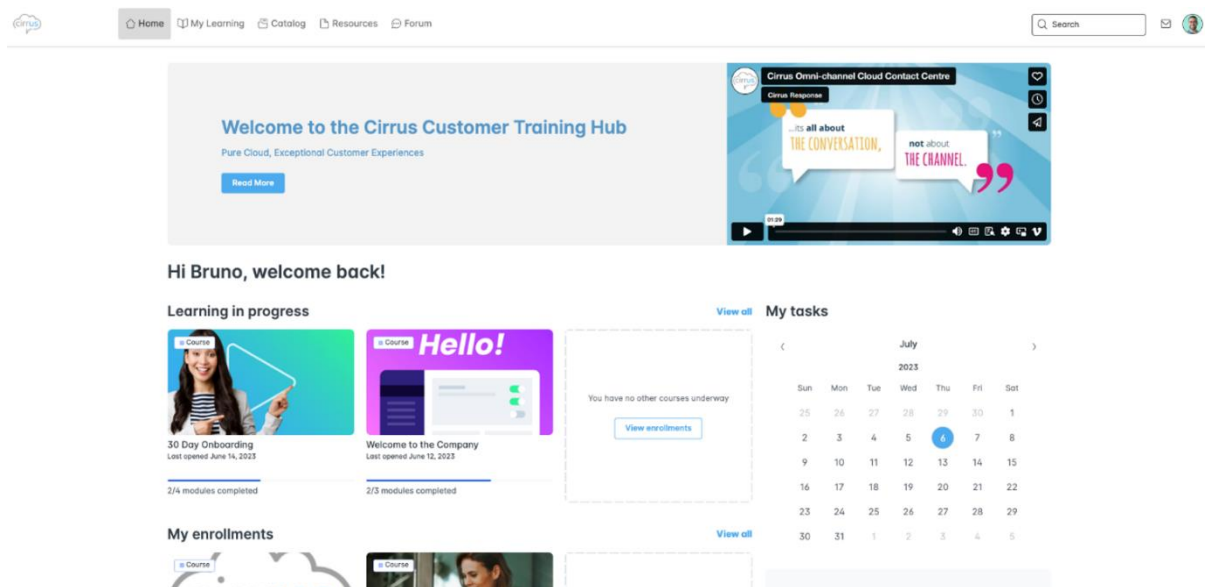 cirrus
Home
My Learning
Catalog
Resources
Forum
Search
Welcome to the Cirrus Customer Training Hub
Pure Cloud, Exceptional Customer Experiences
Read More
cirrus
Cirrus Omni-channel Cloud Contact Centre
Cirrus Response
...its all about
THE CONVERSATION,
not about
THE CHANNEL.
01:29
Hi Bruno, welcome back!
Learning in progress
View all
Course
30 Day Onboarding
Last opened June 14, 2023
2/4 modules completed
Course
Hello!
Welcome to the Company
Last opened June 12, 2023
2/3 modules completed
You have no other courses underway
View enrollments
My enrollments
View all
Course
Course
My tasks
July
2023
Sun Mon Tue Wed Thu Fri Sat
25 26 27 28 29 30 1
2 3 4 5 6 7 8
9 10 11 12 13 14 15
16 17 18 19 20 21 22
23 24 25 26 27 28 29
30 31 1 2 3 4 5